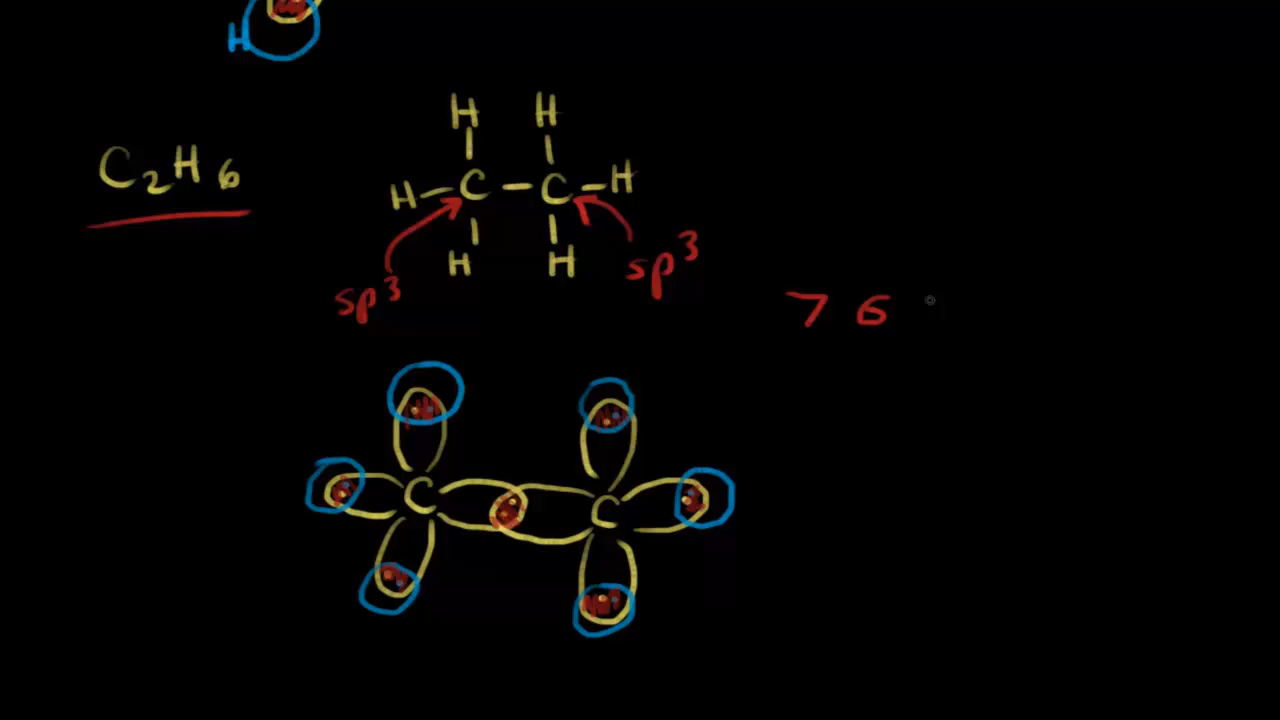 H
C₂H₆
H H
H–C–C–H
H H
sp³ sp³
7 6
C C